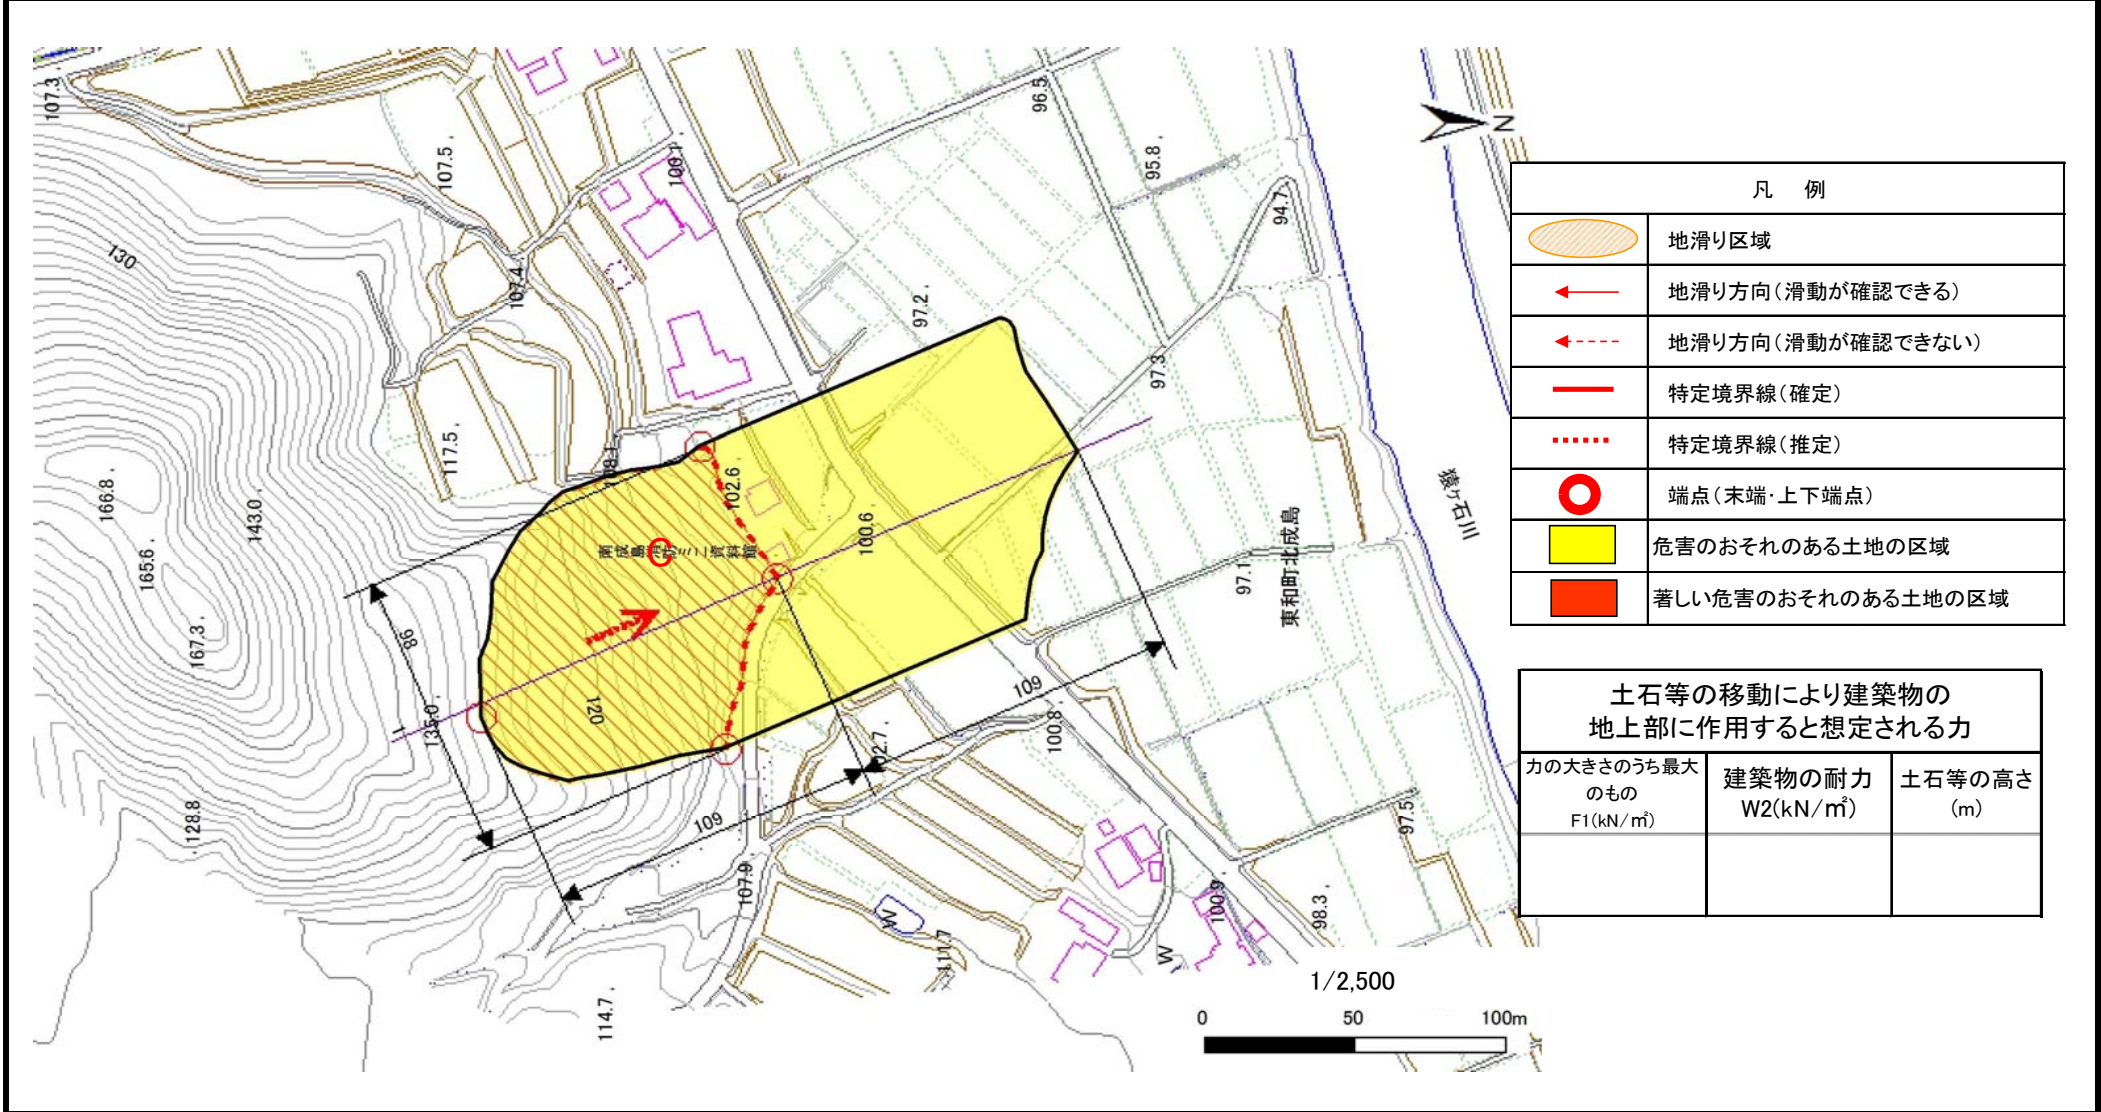 107.3
107.5
100.1
96.5
95.8
94.7
N
130
107.4
97.2
97.3
117.5
108.1
102.6
100.6
166.8
165.6
167.3
143.0
135.0
128.8
C
資料館
120
98
1
109
109
102.7
100.8
97.1
東和町北成島
猿ヶ石川
97.5
107.9
W
111.7
W
100.9
98.3
114.7
凡 例
地滑り区域
地滑り方向(滑動が確認できる)
地滑り方向(滑動が確認できない)
特定境界線(確定)
特定境界線(推定)
端点(末端・上下端点)
危害のおそれのある土地の区域
著しい危害のおそれのある土地の区域
土石等の移動により建築物の
地上部に作用すると想定される力
力の大きさのうち最大
のもの
F1(kN/㎡)
建築物の耐力
W2(kN/㎡)
土石等の高さ
(m)
1/2,500
0 50 100m